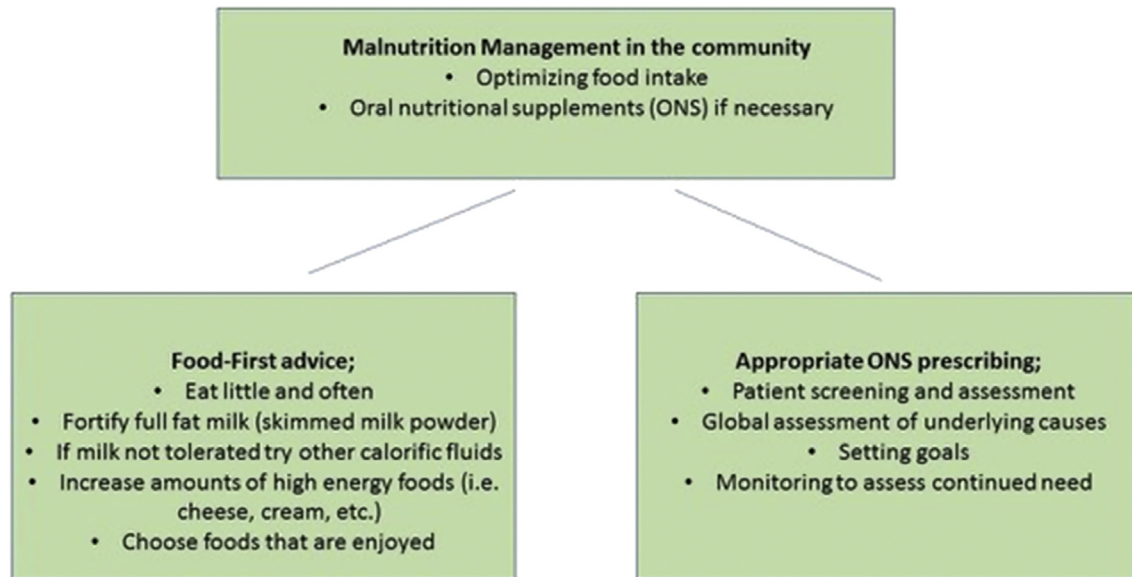 Malnutrition Management in the community
• Optimizing food intake
• Oral nutritional supplements (ONS) if necessary
Food-First advice;
• Eat little and often
• Fortify full fat milk (skimmed milk powder)
• If milk not tolerated try other calorific fluids
• Increase amounts of high energy foods (i.e.
cheese, cream, etc.)
• Choose foods that are enjoyed
Appropriate ONS prescribing;
• Patient screening and assessment
• Global assessment of underlying causes
• Setting goals
• Monitoring to assess continued need